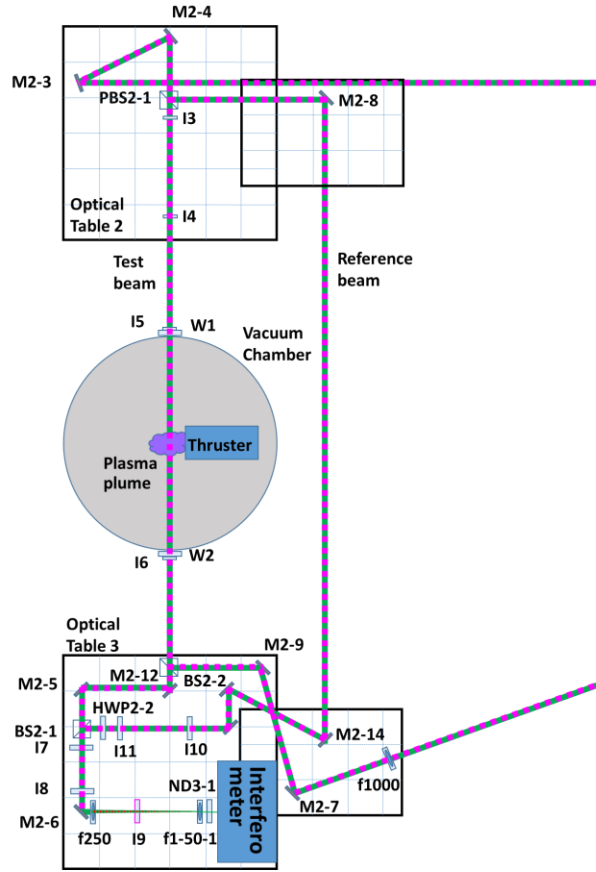 M2-4
M2-3
PBS2-1
M2-8
I3
Optical
Table 2
I4
Test
beam
Reference
beam
I5
W1
Vacuum
Chamber
Thruster
Plasma
plume
I6
W2
Optical
Table 3
M2-9
M2-12
BS2-2
M2-5
HWP2-2
BS2-1
I7
I11
I10
M2-14
I8
ND3-1
Interfero
meter
f1000
M2-7
M2-6
f250
I9
f1-50-1